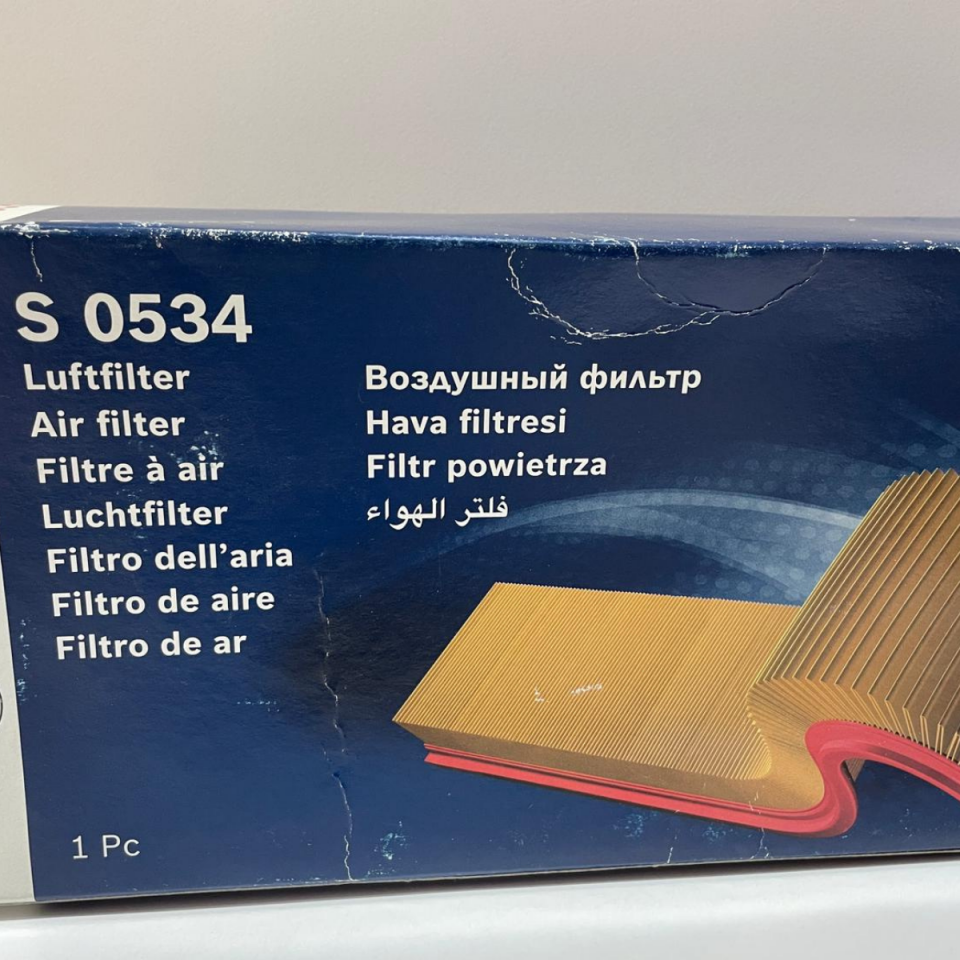 S 0534
Luftfilter
Air filter
Filtre à air
Luchtfilter
Filtro dell'aria
Filtro de aire
Filtro de ar
Воздушный фильтр
Hava filtresi
Filtr powietrza
فلتر الهواء
1 Pc